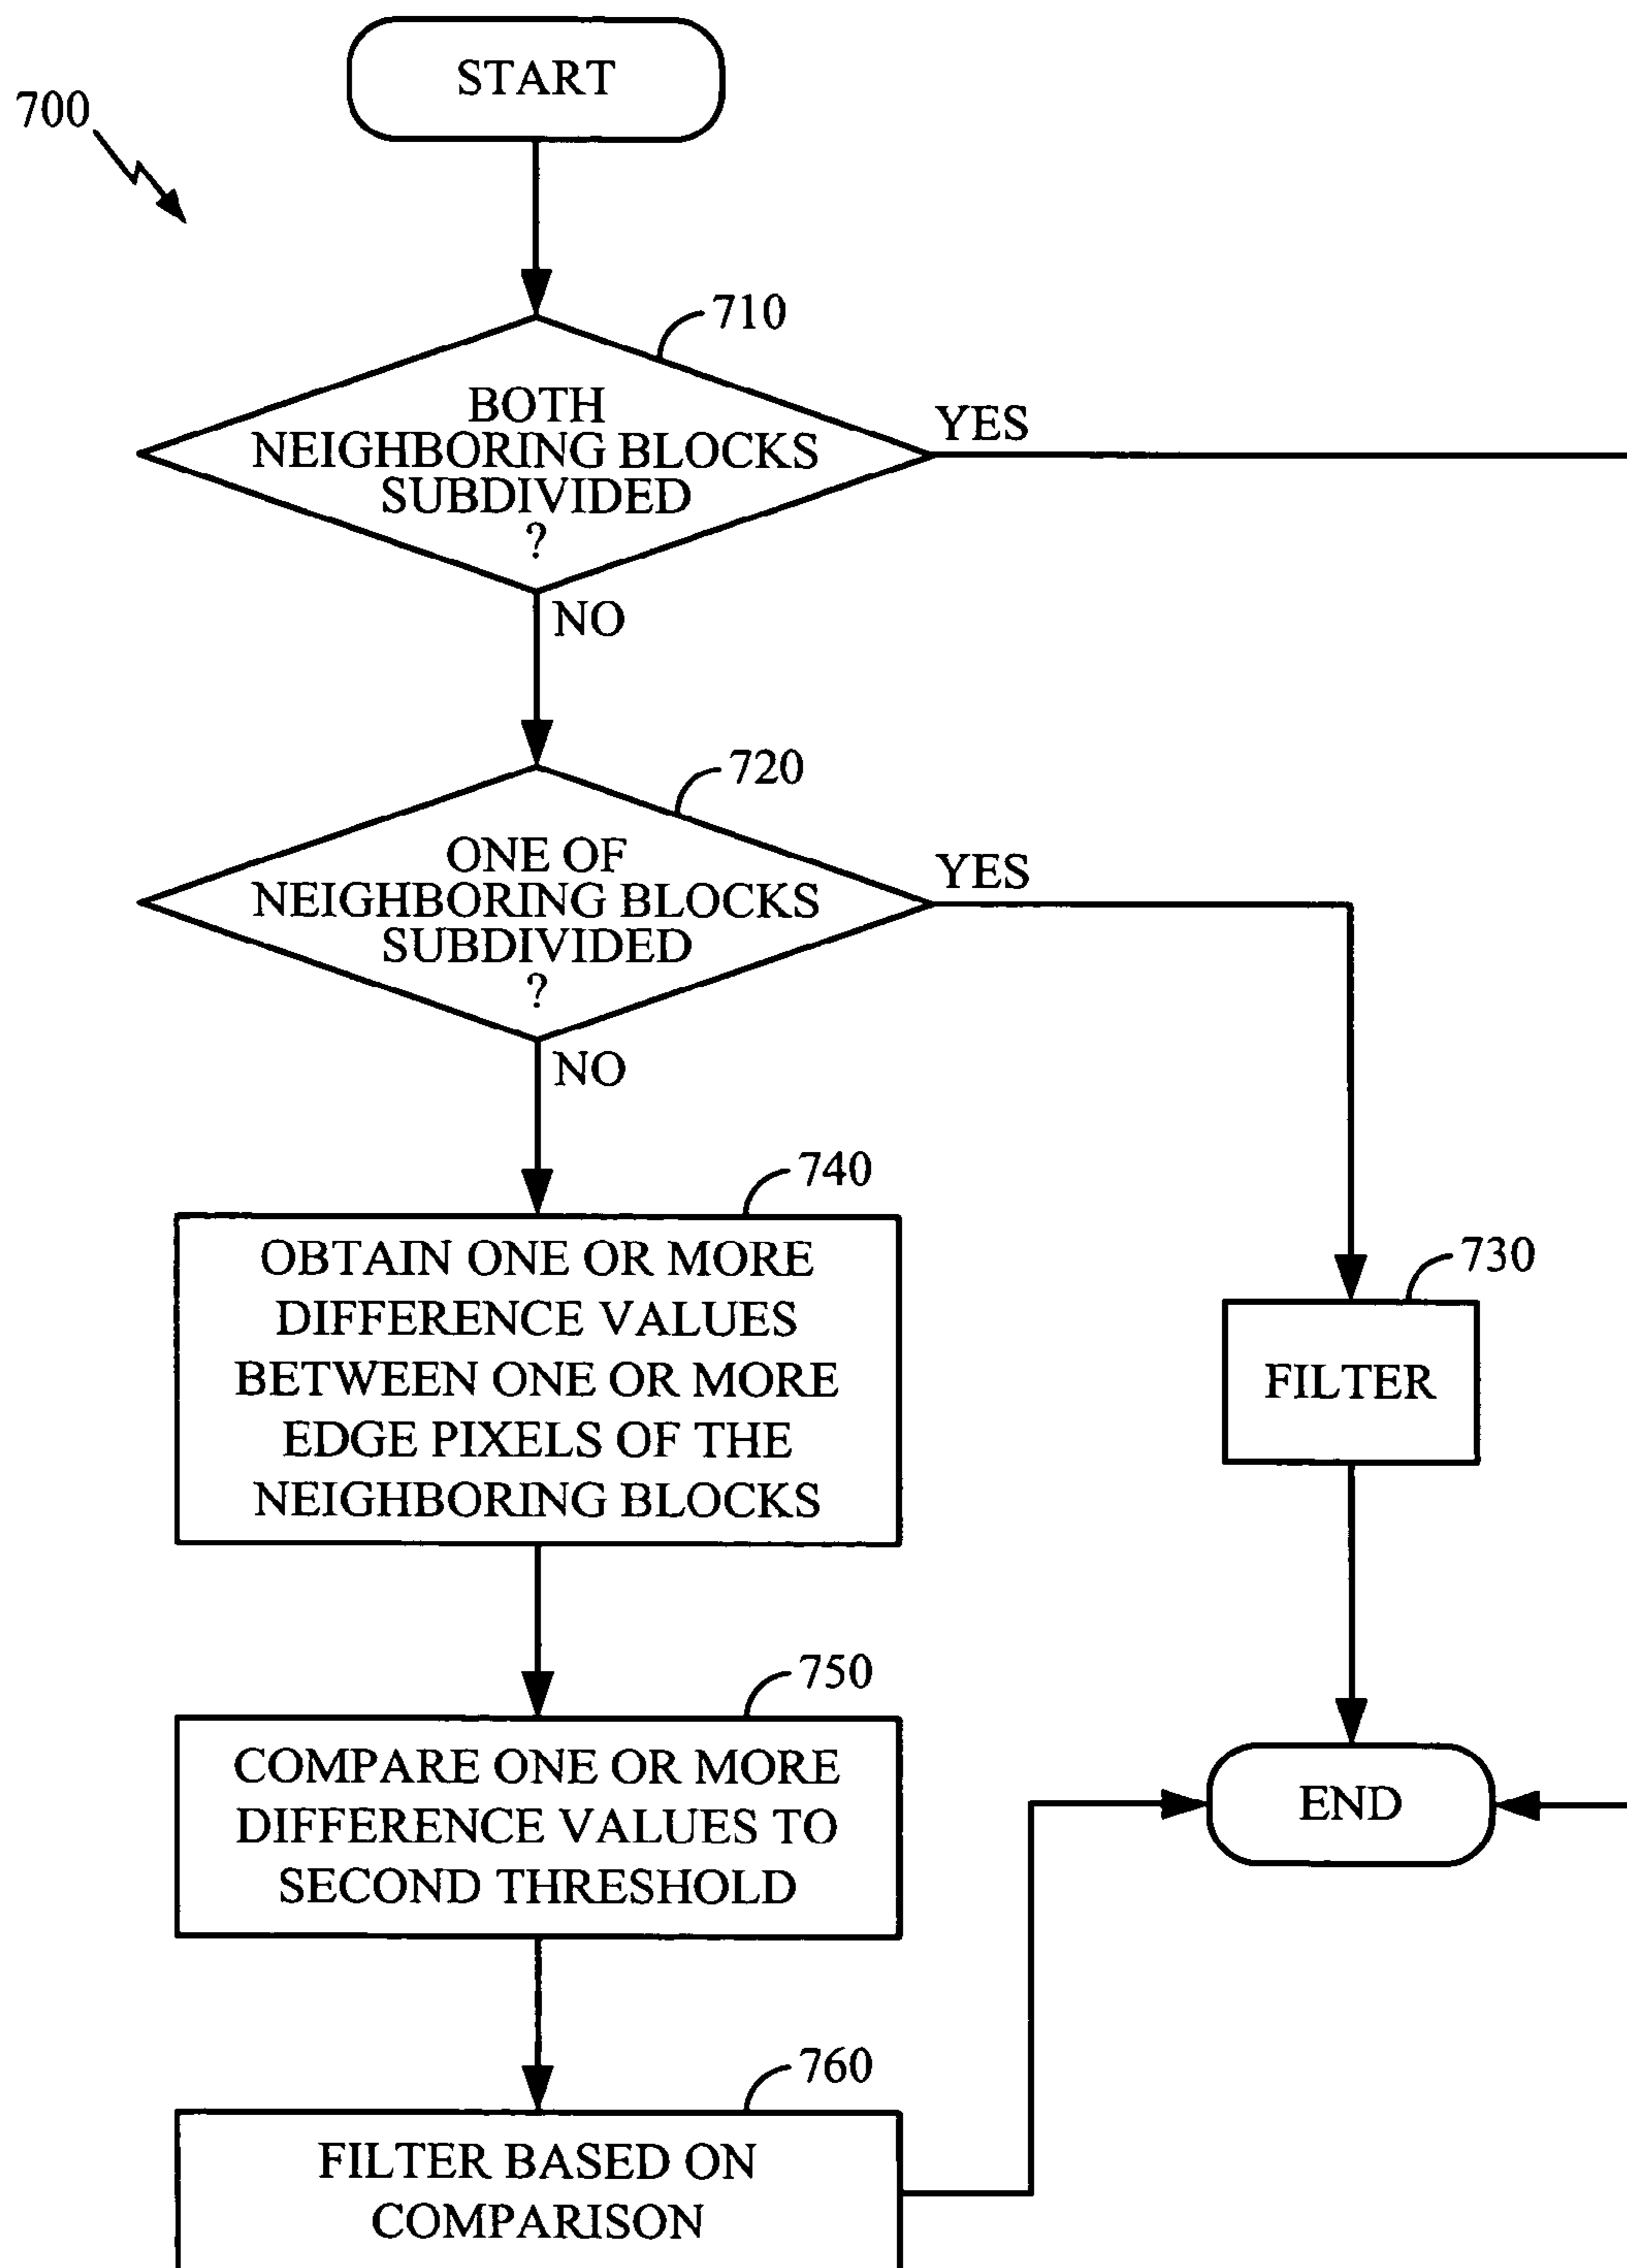 START
700
710
BOTH
NEIGHBORING BLOCKS
SUBDIVIDED
?
YES
NO
720
ONE OF
NEIGHBORING BLOCKS
SUBDIVIDED
?
YES
NO
740
OBTAIN ONE OR MORE
DIFFERENCE VALUES
BETWEEN ONE OR MORE
EDGE PIXELS OF THE
NEIGHBORING BLOCKS
730
FILTER
750
COMPARE ONE OR MORE
DIFFERENCE VALUES TO
SECOND THRESHOLD
END
760
FILTER BASED ON
COMPARISON